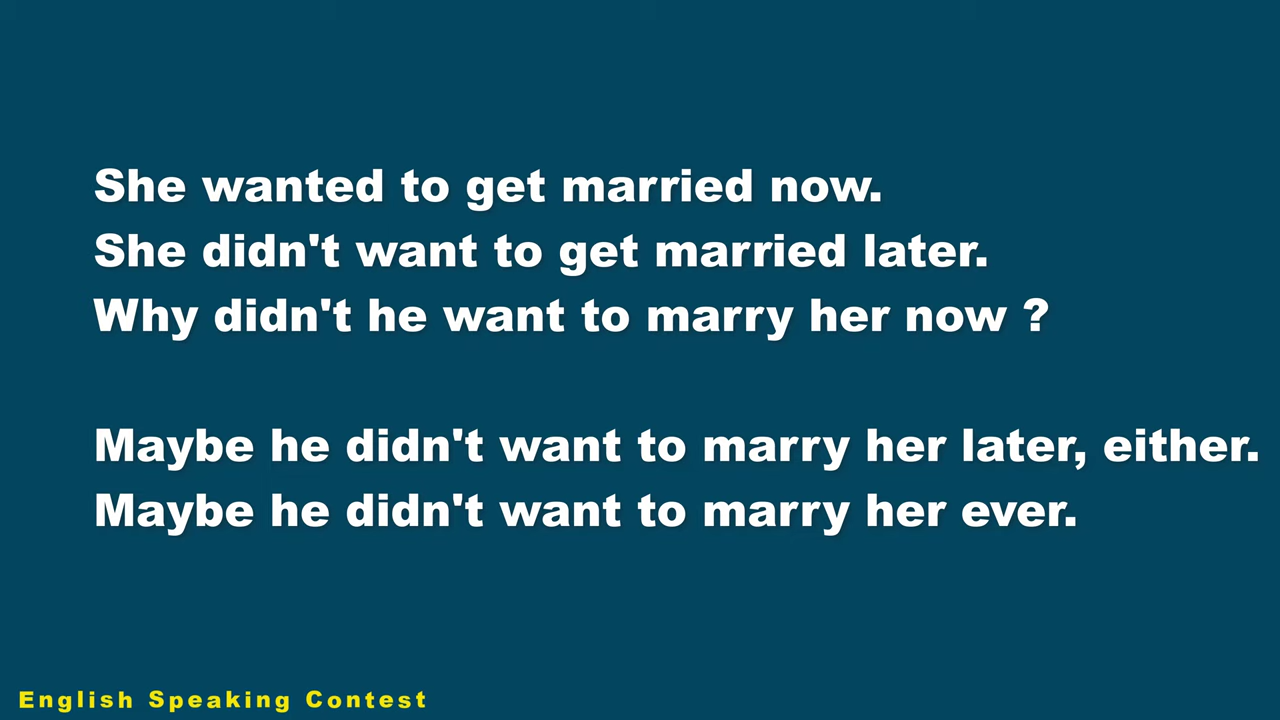 She wanted to get married now.
She didn't want to get married later.
Why didn't he want to marry her now ?
Maybe he didn't want to marry her later, either.
Maybe he didn't want to marry her ever.
English Speaking Contest